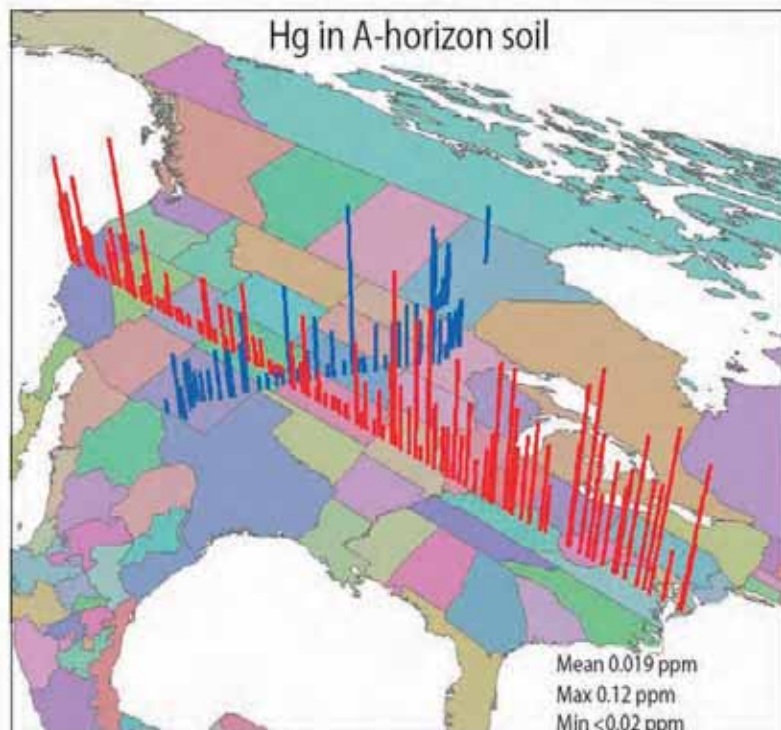 Hg in A-horizon soil
Mean 0.019 ppm
Max 0.12 ppm
Min <0.02 ppm